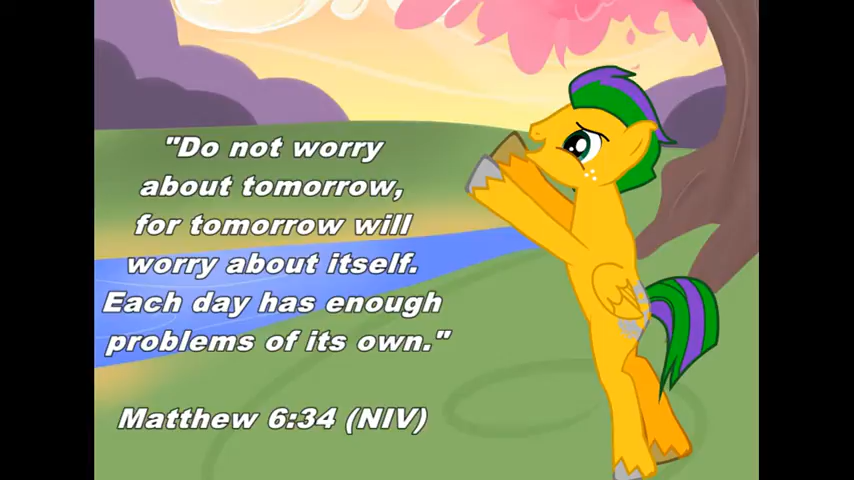 "Do not worry
about tomorrow,
for tomorrow will
worry about itself.
Each day has enough
problems of its own."
Matthew 6:34 (NIV)